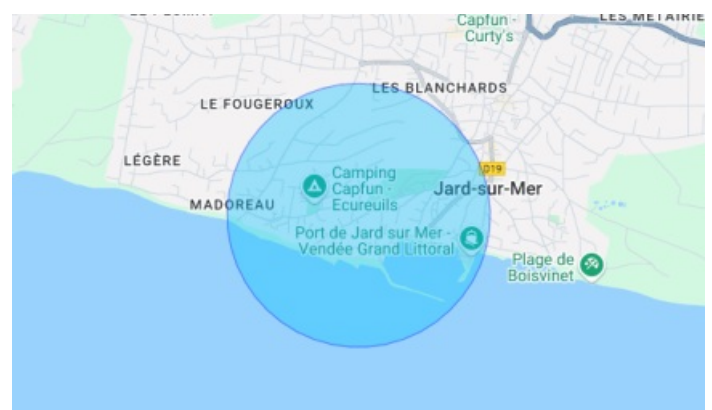 Capfun -
Curty's
LES MÉTAIRIE
LE FOUGEROUX
LES BLANCHARDS
LÉGÈRE
Camping
Capfun -
Ecureuils
D19
Jard-sur-Mer
MADOREAU
Port de Jard sur Mer -
Vendée Grand Littoral
Plage de
Boisvinet